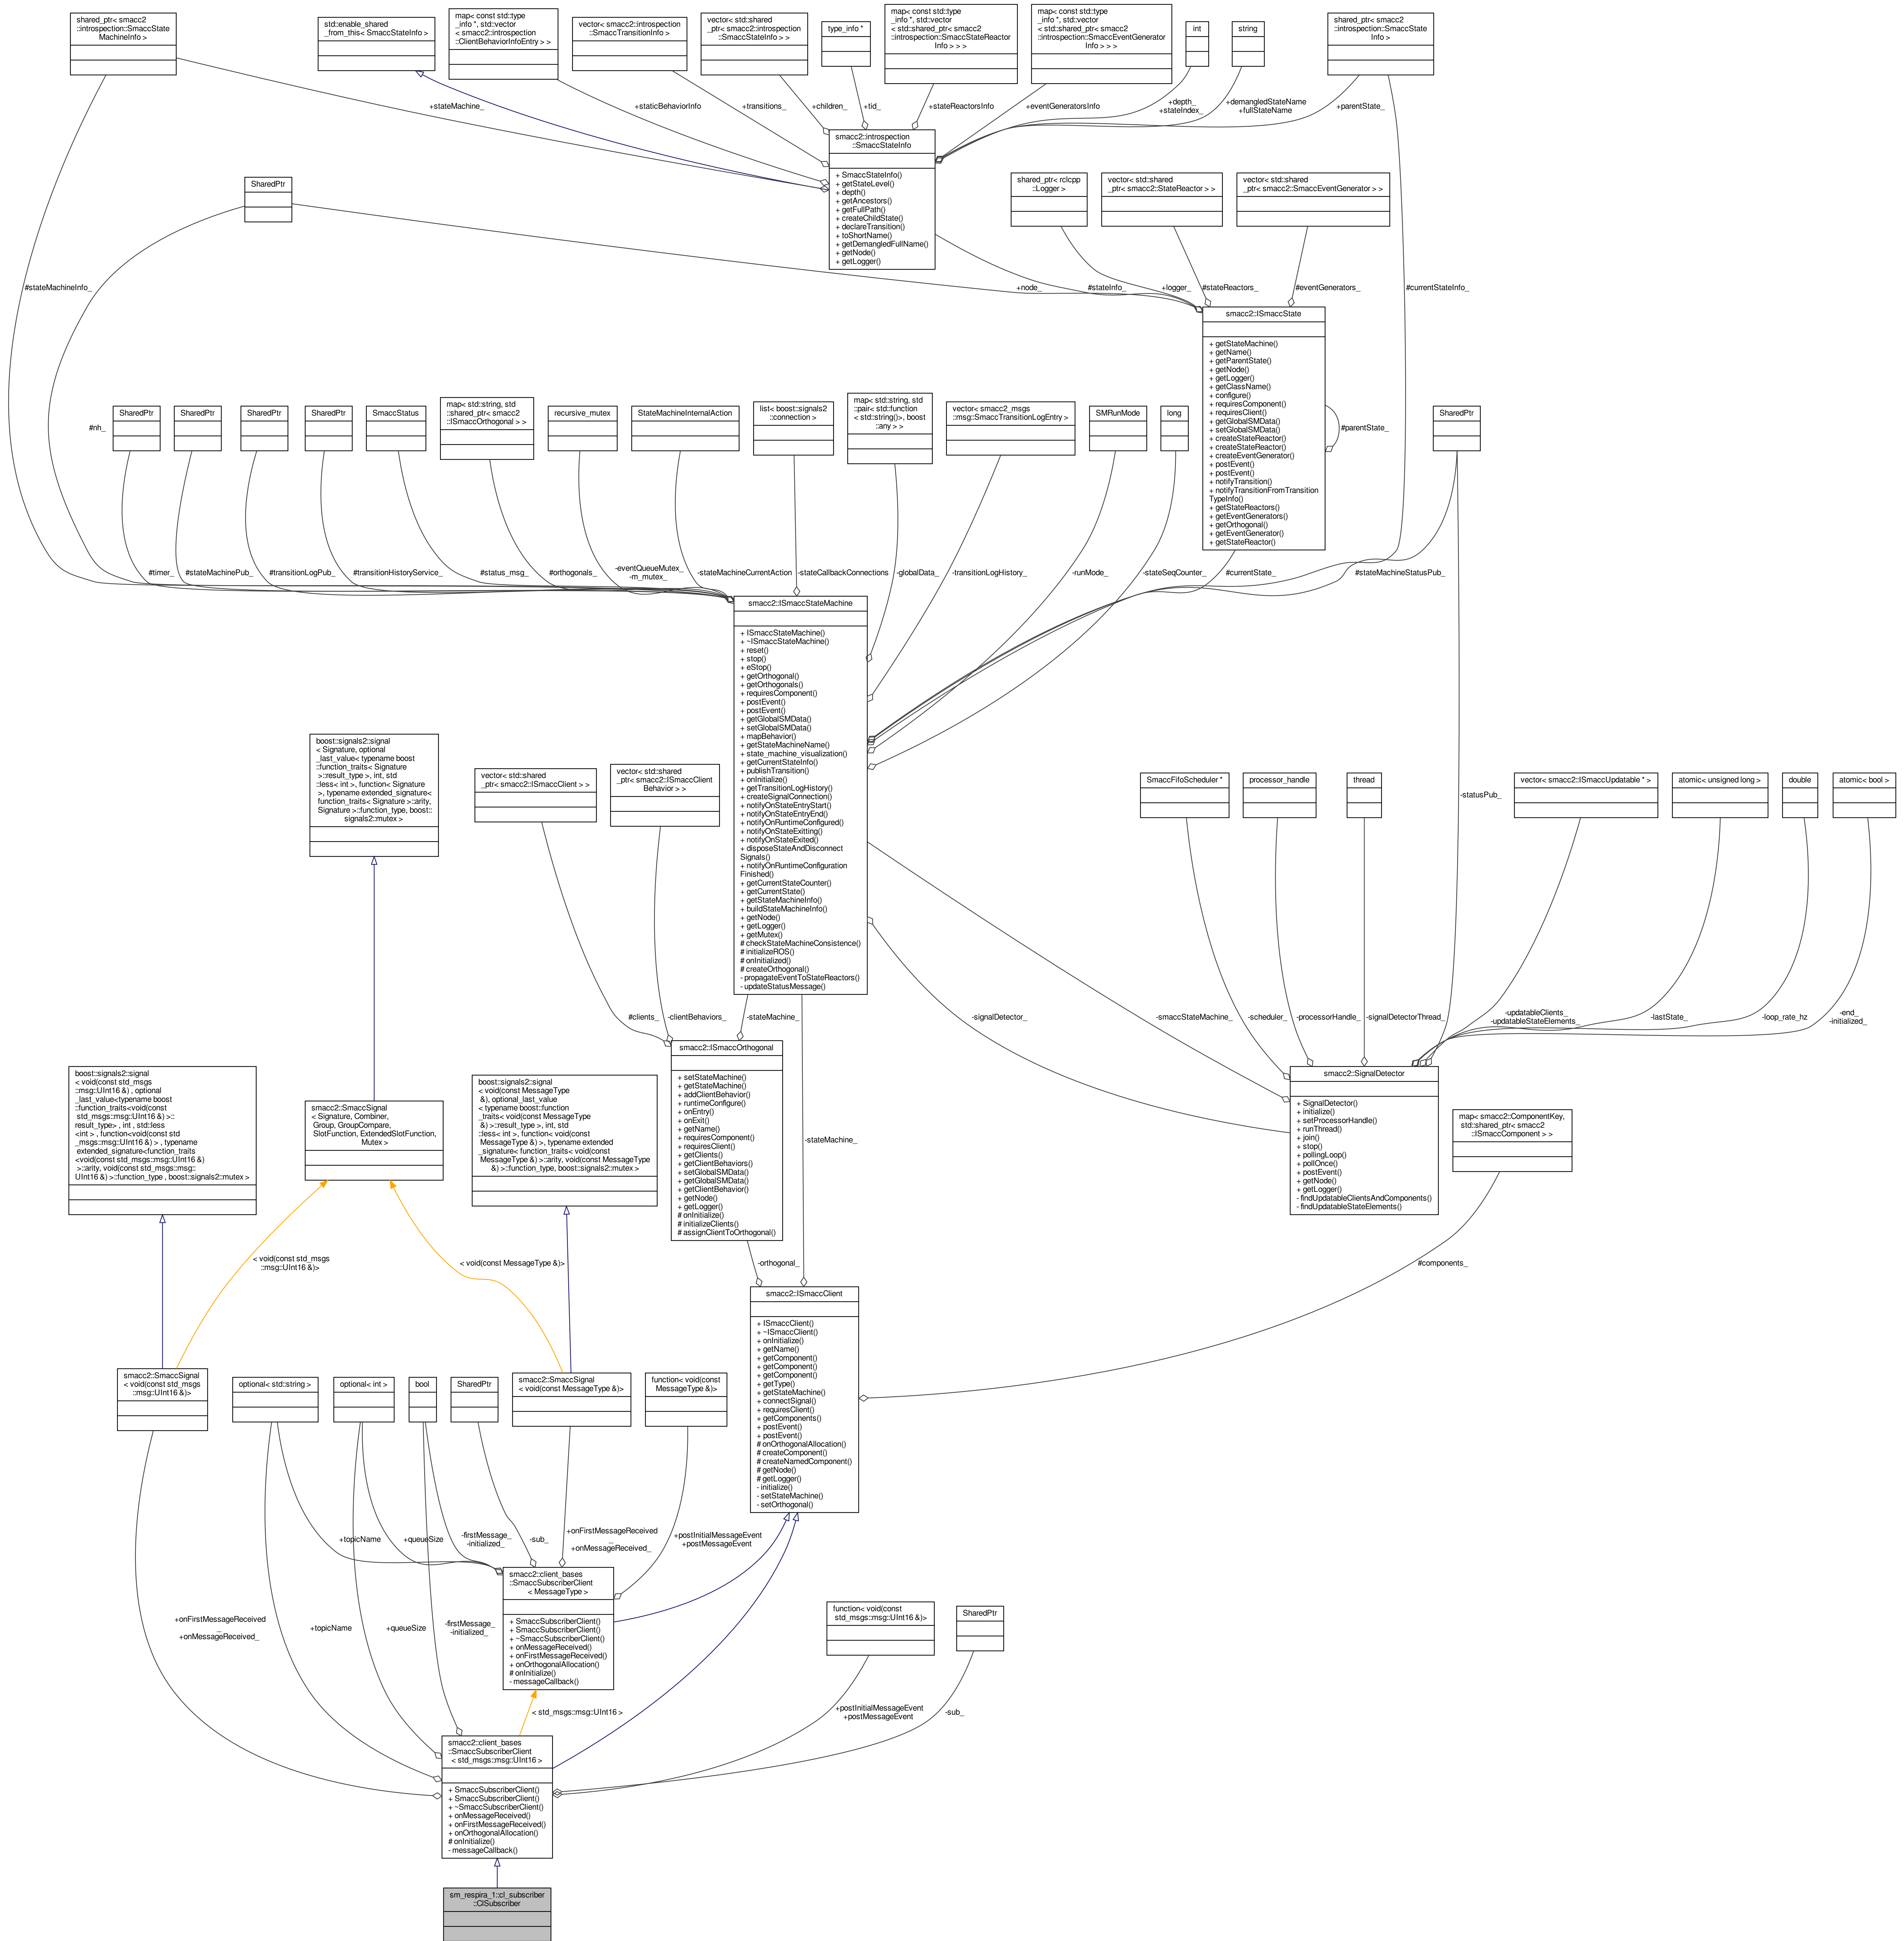 shared_ptr< smacc2
::introspection::SmaccState
MachineInfo >
std::enable_shared
_from_this< SmaccStateInfo >
map< const std::type
_info *, std::vector
< smacc2::introspection
::ClientBehaviorInfoEntry > >
vector< smacc2::introspection
::SmaccTransitionInfo >
vector< std::shared
_ptr< smacc2::introspection
::SmaccStateInfo > >
type_info *
map< const std::type
_info *, std::vector
< std::shared_ptr< smacc2
::introspection::SmaccStateReactor
Info > > >
map< const std::type
_info *, std::vector
< std::shared_ptr< smacc2
::introspection::SmaccEventGenerator
Info > > >
int
string
shared_ptr< smacc2
::introspection::SmaccState
Info >
+stateMachine_
+staticBehaviorInfo
+transitions_
+children_
+tid_
+stateReactorsInfo
+eventGeneratorsInfo
+depth_
+stateIndex_
+demangledStateName
+fullStateName
+parentState_
smacc2::introspection
::SmaccStateInfo
+ SmaccStateInfo()
+ getStateLevel()
+ depth()
+ getAncestors()
+ getFullPath()
+ createChildState()
+ declareTransition()
+ toShortName()
+ getDemangledFullName()
+ getNode()
+ getLogger()
SharedPtr
shared_ptr< rclcpp
::Logger >
vector< std::shared
_ptr< smacc2::StateReactor > >
vector< std::shared
_ptr< smacc2::SmaccEventGenerator > >
#stateMachineInfo_
+node_
#stateInfo_
+logger_
#stateReactors_
#eventGenerators_
#currentStateInfo_
smacc2::ISmaccState
+ getStateMachine()
+ getName()
+ getParentState()
+ getNode()
+ getLogger()
+ getClassName()
+ configure()
+ requiresComponent()
+ requiresClient()
+ getGlobalSMData()
+ setGlobalSMData()
+ createStateReactor()
+ createStateReactor()
+ createEventGenerator()
+ postEvent()
+ postEvent()
+ notifyTransition()
+ notifyTransitionFromTransition
TypeInfo()
+ getStateReactors()
+ getEventGenerators()
+ getOrthogonal()
+ getEventGenerator()
+ getStateReactor()
#parentState_
#nh_
SharedPtr
SharedPtr
SharedPtr
SharedPtr
SmaccStatus
map< std::string, std
::shared_ptr< smacc2
::ISmaccOrthogonal > >
recursive_mutex
StateMachineInternalAction
list< boost::signals2
::connection >
map< std::string, std
::pair< std::function
< std::string()>, boost
::any > >
vector< smacc2_msgs
::msg::SmaccTransitionLogEntry >
SMRunMode
long
SharedPtr
#timer_
#stateMachinePub_
#transitionLogPub_
#transitionHistoryService_
#status_msg_
#orthogonals_
-eventQueueMutex_
-m_mutex_
-stateMachineCurrentAction
-stateCallbackConnections
-globalData_
-transitionLogHistory_
-runMode_
-stateSeqCounter_
#currentState_
#stateMachineStatusPub_
smacc2::ISmaccStateMachine
+ ISmaccStateMachine()
+ ~ISmaccStateMachine()
+ reset()
+ stop()
+ eStop()
+ getOrthogonal()
+ getOrthogonals()
+ requiresComponent()
+ postEvent()
+ postEvent()
+ getGlobalSMData()
+ setGlobalSMData()
+ mapBehavior()
+ getStateMachineName()
+ state_machine_visualization()
+ getCurrentStateInfo()
+ publishTransition()
+ onInitialize()
+ getTransitionLogHistory()
+ createSignalConnection()
+ notifyOnStateEntryStart()
+ notifyOnStateEntryEnd()
+ notifyOnRuntimeConfigured()
+ notifyOnStateExitting()
+ notifyOnStateExited()
+ disposeStateAndDisconnect
Signals()
+ notifyOnRuntimeConfiguration
Finished()
+ getCurrentStateCounter()
+ getCurrentState()
+ getStateMachineInfo()
+ buildStateMachineInfo()
+ getNode()
+ getLogger()
+ getMutex()
# checkStateMachineConsistence()
# initializeROS()
# onInitialized()
# createOrthogonal()
- propagateEventToStateReactors()
- updateStatusMessage()
boost::signals2::signal
< Signature, optional
_last_value< typename boost
::function_traits< Signature
>::result_type >, int, std
::less< int >, function< Signature
>, typename extended_signature<
function_traits< Signature >::arity,
Signature >::function_type, boost::
signals2::mutex >
vector< std::shared
_ptr< smacc2::ISmaccClient > >
vector< std::shared
_ptr< smacc2::ISmaccClient
Behavior > >
SmaccFifoScheduler *
processor_handle
thread
vector< smacc2::ISmaccUpdatable * >
atomic< unsigned long >
double
atomic< bool >
-statusPub_
#clients_
-clientBehaviors_
-stateMachine_
-signalDetector_
-smaccStateMachine_
-scheduler_
-processorHandle_
-signalDetectorThread_
-updatableClients_
-updatableStateElements_
-lastState_
-loop_rate_hz
-end_
-initialized_
smacc2::ISmaccOrthogonal
+ setStateMachine()
+ getStateMachine()
+ addClientBehavior()
+ runtimeConfigure()
+ onEntry()
+ onExit()
+ getName()
+ requiresComponent()
+ requiresClient()
+ getClients()
+ getClientBehaviors()
+ setGlobalSMData()
+ getGlobalSMData()
+ getClientBehavior()
+ getNode()
+ getLogger()
# onInitialize()
# initializeClients()
# assignClientToOrthogonal()
smacc2::SignalDetector
+ SignalDetector()
+ initialize()
+ setProcessorHandle()
+ runThread()
+ join()
+ stop()
+ pollingLoop()
+ pollOnce()
+ postEvent()
+ getNode()
+ getLogger()
- findUpdatableClientsAndComponents()
- findUpdatableStateElements()
map< smacc2::ComponentKey,
std::shared_ptr< smacc2
::ISmaccComponent > >
boost::signals2::signal
< void(const std_msgs
::msg::UInt16 &) , optional
_last_value<typename boost
::function_traits<void(const
std_msgs::msg::UInt16 &) >::
result_type> , int , std::less
<int > , function<void(const std
_msgs::msg::UInt16 &) > , typename
extended_signature<function_traits
<void(const std_msgs::msg::UInt16 &)
>::arity, void(const std_msgs::msg::
UInt16 &) >::function_type , boost::signals2::mutex >
smacc2::SmaccSignal
< Signature, Combiner,
Group, GroupCompare,
SlotFunction, ExtendedSlotFunction,
Mutex >
boost::signals2::signal
< void(const MessageType
&), optional_last_value
< typename boost::function
_traits< void(const MessageType
&) >::result_type >, int, std
::less< int >, function< void(const
MessageType &) >, typename extended
_signature< function_traits< void(const
MessageType &) >::arity, void(const MessageType
&) >::function_type, boost::signals2::mutex >
-stateMachine_
< void(const std_msgs
::msg::UInt16 &)>
< void(const MessageType &)>
-orthogonal_
#components_
smacc2::ISmaccClient
+ ISmaccClient()
+ ~ISmaccClient()
+ onInitialize()
+ getName()
+ getComponent()
+ getComponent()
+ getComponent()
+ getType()
+ getStateMachine()
+ connectSignal()
+ requiresClient()
+ getComponents()
+ postEvent()
+ postEvent()
# onOrthogonalAllocation()
# createComponent()
# createNamedComponent()
# getNode()
# getLogger()
- initialize()
- setStateMachine()
- setOrthogonal()
smacc2::SmaccSignal
< void(const std_msgs
::msg::UInt16 &)>
optional< std::string >
optional< int >
bool
SharedPtr
smacc2::SmaccSignal
< void(const MessageType &)>
function< void(const
MessageType &)>
+topicName
+queueSize
-firstMessage_
-initialized_
-sub_
+onFirstMessageReceived
_
+onMessageReceived_
+postInitialMessageEvent
+postMessageEvent
smacc2::client_bases
::SmaccSubscriberClient
< MessageType >
+ SmaccSubscriberClient()
+ SmaccSubscriberClient()
+ ~SmaccSubscriberClient()
+ onMessageReceived()
+ onFirstMessageReceived()
+ onOrthogonalAllocation()
# onInitialize()
- messageCallback()
function< void(const
std_msgs::msg::UInt16 &)>
SharedPtr
+onFirstMessageReceived
_
+onMessageReceived_
+topicName
+queueSize
-firstMessage_
-initialized_
< std_msgs::msg::UInt16 >
+postInitialMessageEvent
+postMessageEvent
-sub_
smacc2::client_bases
::SmaccSubscriberClient
< std_msgs::msg::UInt16 >
+ SmaccSubscriberClient()
+ SmaccSubscriberClient()
+ ~SmaccSubscriberClient()
+ onMessageReceived()
+ onFirstMessageReceived()
+ onOrthogonalAllocation()
# onInitialize()
- messageCallback()
sm_respira_1::cl_subscriber
::ClSubscriber